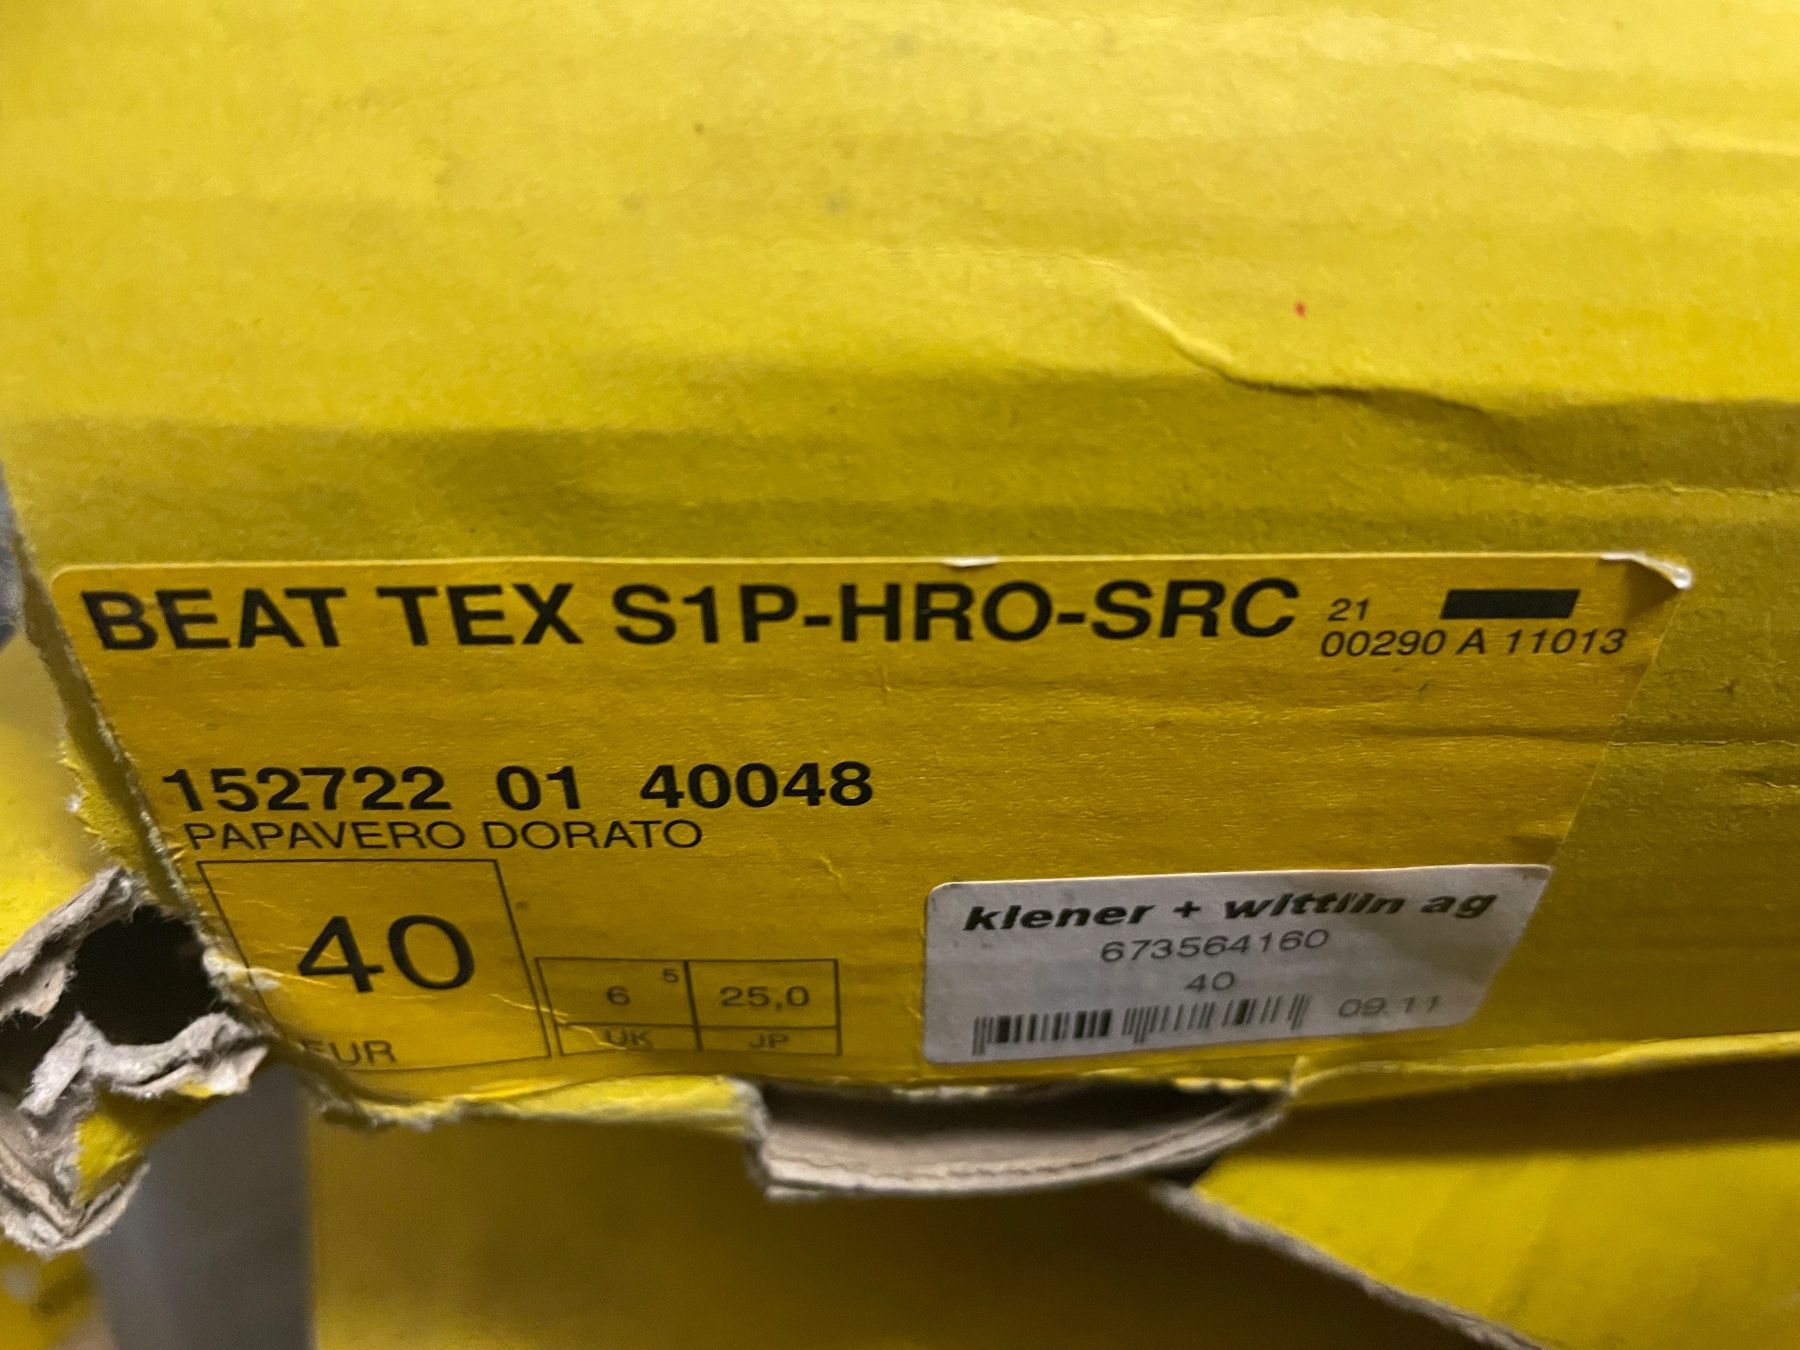 BEAT TEX S1P-HRO-SRC
21
00290 A 11013
152722 01 40048
PAPAVERO DORATO
40
EUR
6 5
UK
25,0
JP
kiener + wittlin ag
673564160
40
09.11